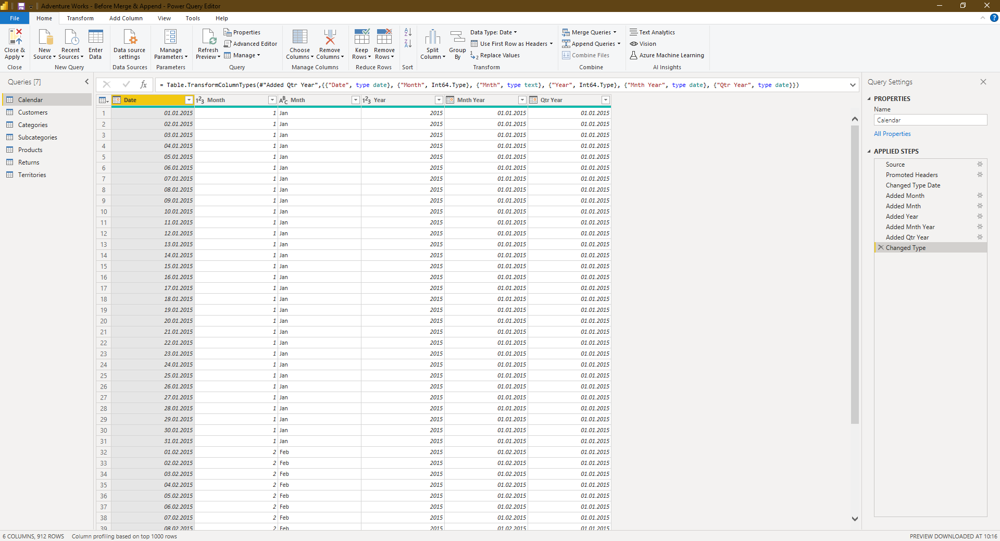 Adventure Works - Before Merge & Append - Power Query Editor
File Home Transform Add Column View Tools Help
Close & Apply
Close
New Source
Recent Sources
Enter Data
New Query
Data source settings
Data Sources
Manage Parameters
Parameters
Refresh Preview
Properties
Advanced Editor
Manage
Query
Choose Columns
Remove Columns
Manage Columns
Keep Rows
Remove Rows
Reduce Rows
Sort
Split Column
Group By
Data Type: Date
Use First Row as Headers
Replace Values
Transform
Merge Queries
Append Queries
Combine Files
Combine
Text Analytics
Vision
Azure Machine Learning
AI Insights
Queries [7]
Calendar
Customers
Categories
Subcategories
Products
Returns
Territories
= Table.TransformColumnTypes(#"Added Qtr Year",{{"Date", type date}, {"Month", Int64.Type}, {"Mnth", type text}, {"Year", Int64.Type}, {"Mnth Year", type date}, {"Qtr Year", type date}})
Date Month Mnth Year Mnth Year Qtr Year
1 01.01.2015 1 Jan 2015 01.01.2015 01.01.2015
2 02.01.2015 1 Jan 2015 01.01.2015 01.01.2015
3 03.01.2015 1 Jan 2015 01.01.2015 01.01.2015
4 04.01.2015 1 Jan 2015 01.01.2015 01.01.2015
5 05.01.2015 1 Jan 2015 01.01.2015 01.01.2015
6 06.01.2015 1 Jan 2015 01.01.2015 01.01.2015
7 07.01.2015 1 Jan 2015 01.01.2015 01.01.2015
8 08.01.2015 1 Jan 2015 01.01.2015 01.01.2015
9 09.01.2015 1 Jan 2015 01.01.2015 01.01.2015
10 10.01.2015 1 Jan 2015 01.01.2015 01.01.2015
11 11.01.2015 1 Jan 2015 01.01.2015 01.01.2015
12 12.01.2015 1 Jan 2015 01.01.2015 01.01.2015
13 13.01.2015 1 Jan 2015 01.01.2015 01.01.2015
14 14.01.2015 1 Jan 2015 01.01.2015 01.01.2015
15 15.01.2015 1 Jan 2015 01.01.2015 01.01.2015
16 16.01.2015 1 Jan 2015 01.01.2015 01.01.2015
17 17.01.2015 1 Jan 2015 01.01.2015 01.01.2015
18 18.01.2015 1 Jan 2015 01.01.2015 01.01.2015
19 19.01.2015 1 Jan 2015 01.01.2015 01.01.2015
20 20.01.2015 1 Jan 2015 01.01.2015 01.01.2015
21 21.01.2015 1 Jan 2015 01.01.2015 01.01.2015
22 22.01.2015 1 Jan 2015 01.01.2015 01.01.2015
23 23.01.2015 1 Jan 2015 01.01.2015 01.01.2015
24 24.01.2015 1 Jan 2015 01.01.2015 01.01.2015
25 25.01.2015 1 Jan 2015 01.01.2015 01.01.2015
26 26.01.2015 1 Jan 2015 01.01.2015 01.01.2015
27 27.01.2015 1 Jan 2015 01.01.2015 01.01.2015
28 28.01.2015 1 Jan 2015 01.01.2015 01.01.2015
29 29.01.2015 1 Jan 2015 01.01.2015 01.01.2015
30 30.01.2015 1 Jan 2015 01.01.2015 01.01.2015
31 31.01.2015 1 Jan 2015 01.01.2015 01.01.2015
32 01.02.2015 2 Feb 2015 01.02.2015 01.01.2015
33 02.02.2015 2 Feb 2015 01.02.2015 01.01.2015
34 03.02.2015 2 Feb 2015 01.02.2015 01.01.2015
35 04.02.2015 2 Feb 2015 01.02.2015 01.01.2015
36 05.02.2015 2 Feb 2015 01.02.2015 01.01.2015
37 06.02.2015 2 Feb 2015 01.02.2015 01.01.2015
38 07.02.2015 2 Feb 2015 01.02.2015 01.01.2015
39 08.02.2015 2 Feb 2015 01.02.2015 01.01.2015
Query Settings
PROPERTIES
Name
Calendar
All Properties
APPLIED STEPS
Source
Promoted Headers
Changed Type Date
Added Month
Added Mnth
Added Year
Added Mnth Year
Added Qtr Year
Changed Type
6 COLUMNS, 912 ROWS Column profiling based on top 1000 rows
PREVIEW DOWNLOADED AT 10:16